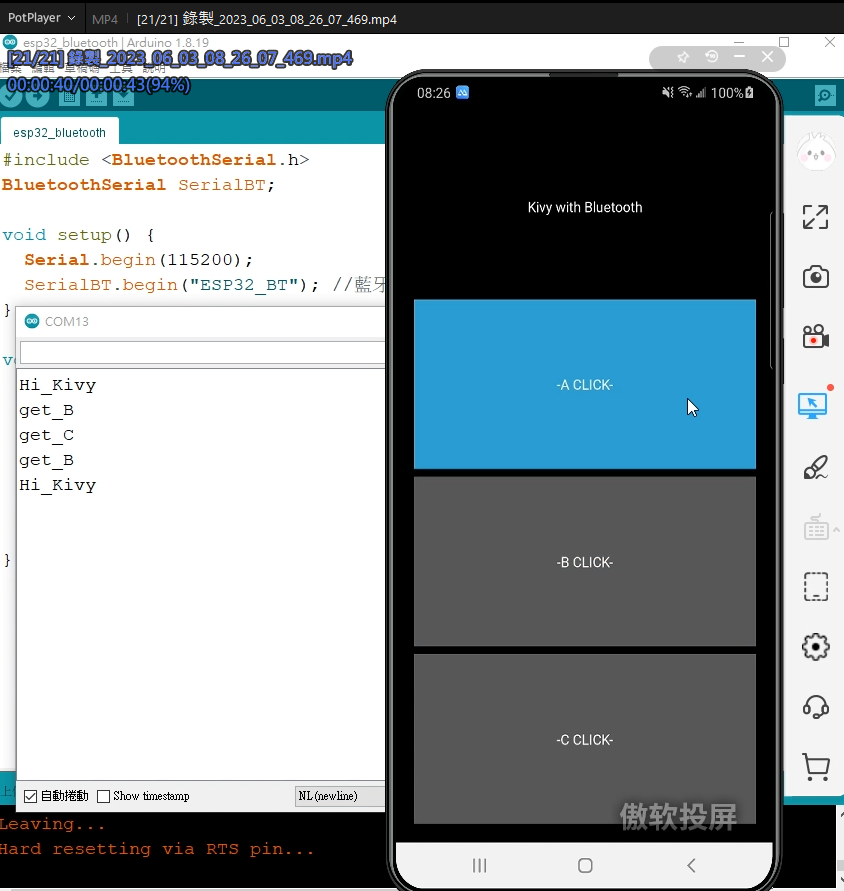 PotPlayer
MP4
[21/21] 錄製_2023_06_03_08_26_07_469.mp4
esp32_bluetooth | Arduino 1.8.19
[21/21] 錄製_2023_06_03_08_26_07_469.mp4
00:00:40/00:00:43(94%)
esp32_bluetooth
#include <BluetoothSerial.h>
BluetoothSerial SerialBT;
void setup() {
Serial.begin(115200);
SerialBT.begin("ESP32_BT"); //藍牙
}
COM13
Hi_Kivy
get_B
get_C
get_B
Hi_Kivy
}
自動捲動
Show timestamp
NL(newline)
Leaving...
Hard resetting via RTS pin...
08:26
100%
Kivy with Bluetooth
-A CLICK-
-B CLICK-
-C CLICK-
傲软投屏